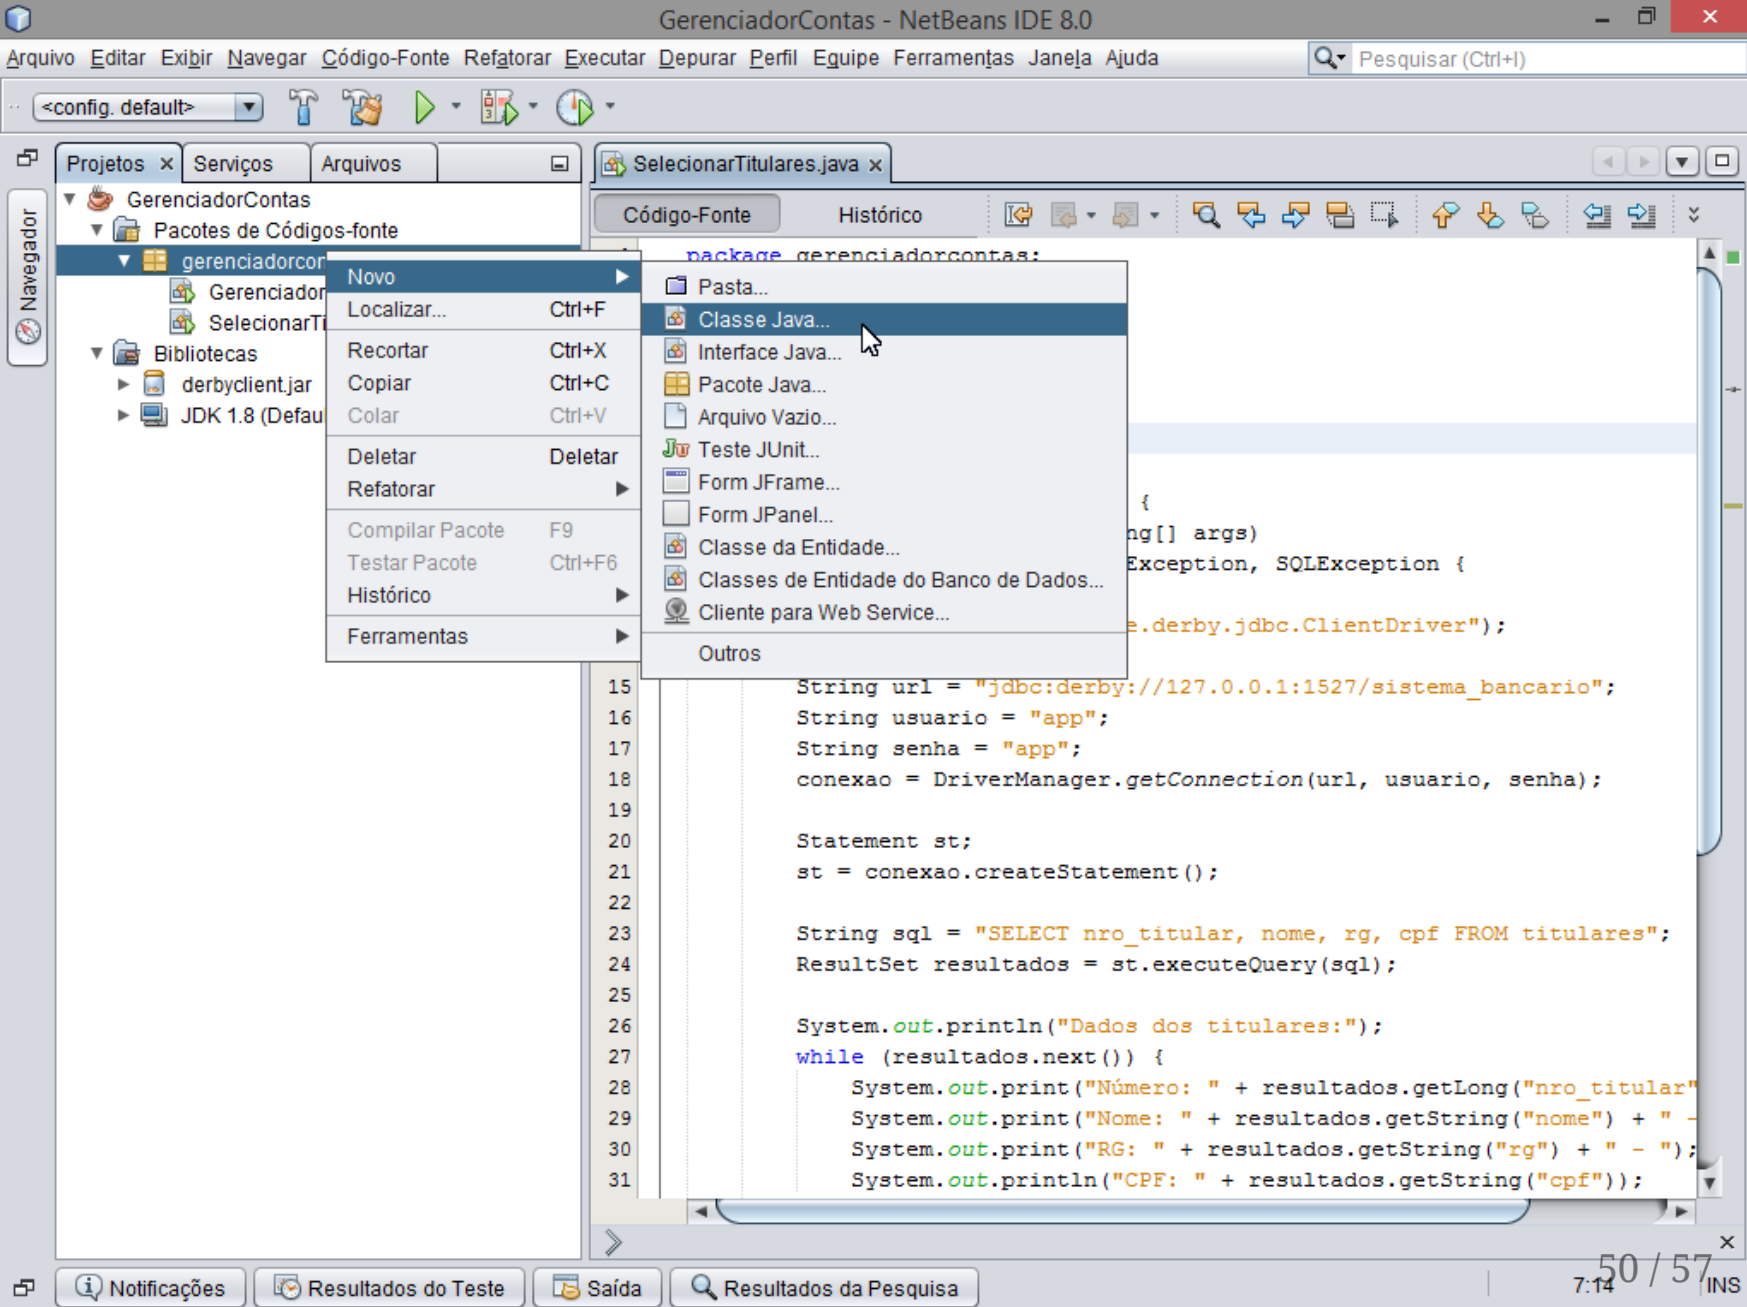 GerenciadorContas - NetBeans IDE 8.0
Arquivo Editar Exibir Navegar Código-Fonte Refatorar Executar Depurar Perfil Equipe Ferramentas Janela Ajuda
Pesquisar (Ctrl+I)
<config. default>
Projetos Serviços Arquivos
SelecionarTitulares.java
Navegador
GerenciadorContas
Pacotes de Códigos-fonte
gerenciadorcon
Gerenciador
SelecionarTi
Bibliotecas
derbyclient.jar
JDK 1.8 (Defau
Código-Fonte Histórico
package gerenciadorcontas;
Novo
Localizar... Ctrl+F
Recortar Ctrl+X
Copiar Ctrl+C
Colar Ctrl+V
Deletar Deletar
Refatorar
Compilar Pacote F9
Testar Pacote Ctrl+F6
Histórico
Ferramentas
Pasta...
Classe Java...
Interface Java...
Pacote Java...
Arquivo Vazio...
Teste JUnit...
Form JFrame...
Form JPanel...
Classe da Entidade...
Classes de Entidade do Banco de Dados...
Cliente para Web Service...
Outros
{
ng[] args)
Exception, SQLException {
e.derby.jdbc.ClientDriver");
15 String url = "jdbc:derby://127.0.0.1:1527/sistema_bancario";
16 String usuario = "app";
17 String senha = "app";
18 conexao = DriverManager.getConnection(url, usuario, senha);
19
20 Statement st;
21 st = conexao.createStatement();
22
23 String sql = "SELECT nro_titular, nome, rg, cpf FROM titulares";
24 ResultSet resultados = st.executeQuery(sql);
25
26 System.out.println("Dados dos titulares:");
27 while (resultados.next()) {
28 System.out.print("Número: " + resultados.getLong("nro_titular"
29 System.out.print("Nome: " + resultados.getString("nome") + " -
30 System.out.print("RG: " + resultados.getString("rg") + " - ");
31 System.out.println("CPF: " + resultados.getString("cpf"));
Notificações Resultados do Teste Saída Resultados da Pesquisa
7:14 INS
50 / 57